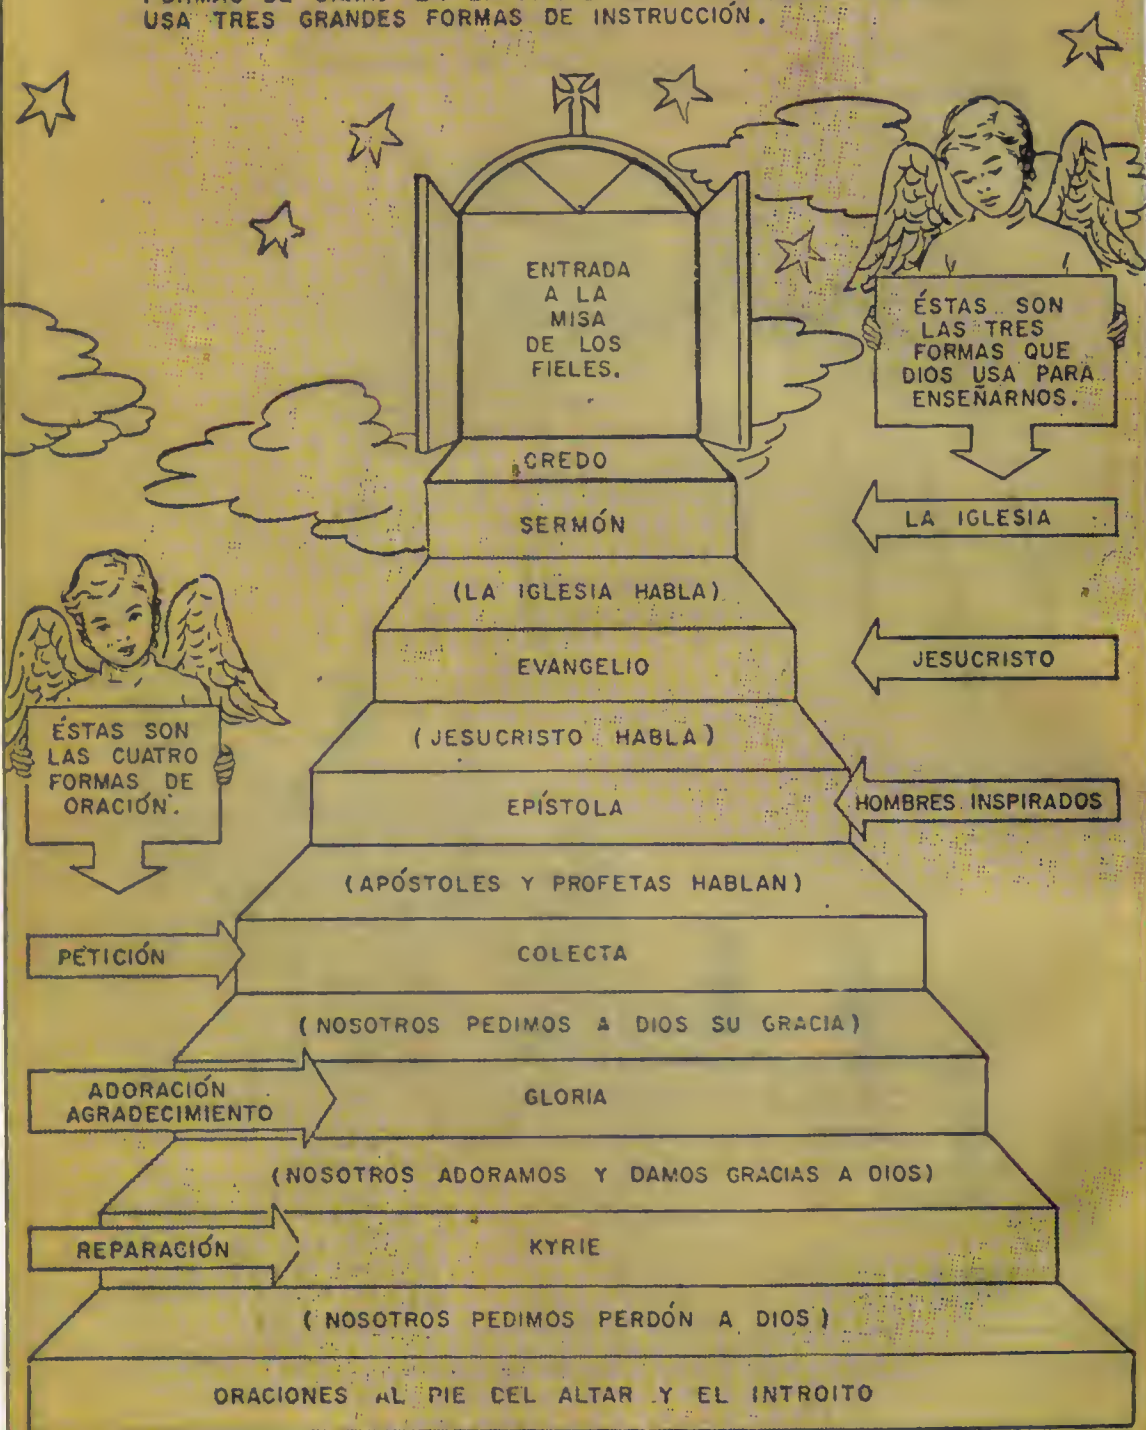 USA TRES GRANDES FORMAS DE INSTRUCCIÓN.
ENTRADA
A LA
MISA
DE LOS
FIELES.
ÉSTAS SON
LAS TRES
FORMAS QUE
DIOS USA PARA
ENSEÑARNOS.
CREDO
SERMÓN
LA IGLESIA
(LA IGLESIA HABLA)
EVANGELIO
JESUCRISTO
(JESUCRISTO HABLA)
ÉSTAS SON
LAS CUATRO
FORMAS DE
ORACIÓN.
EPÍSTOLA
HOMBRES INSPIRADOS
(APÓSTOLES Y PROFETAS HABLAN)
PETICIÓN
COLECTA
(NOSOTROS PEDIMOS A DIOS SU GRACIA)
ADORACIÓN
AGRADECIMIENTO
GLORIA
(NOSOTROS ADORAMOS Y DAMOS GRACIAS A DIOS)
REPARACIÓN
KYRIE
(NOSOTROS PEDIMOS PERDÓN A DIOS)
ORACIONES AL PIE DEL ALTAR Y EL INTROITO